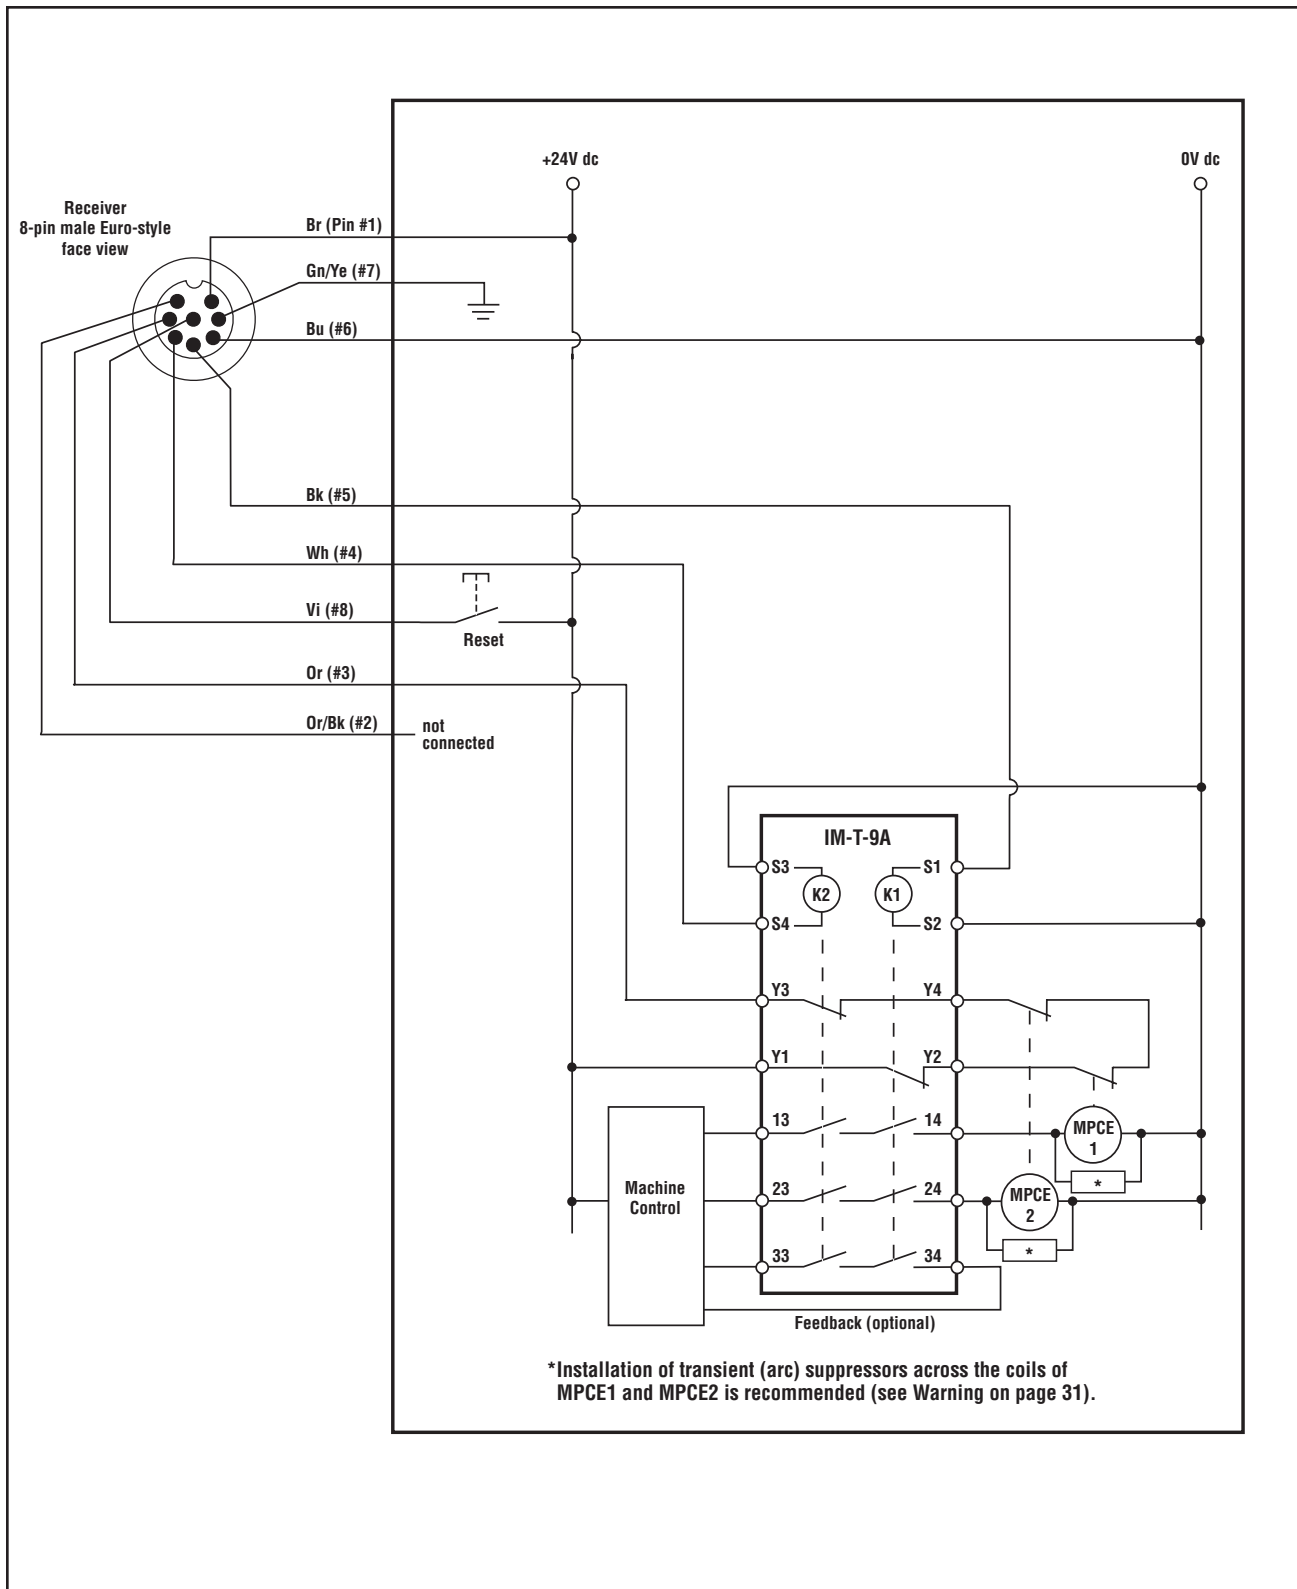 +24V dc
0V dc
Receiver
8-pin male Euro-style
face view
Br (Pin #1)
Gn/Ye (#7)
Bu (#6)
Bk (#5)
Wh (#4)
Vi (#8)
Reset
Or (#3)
Or/Bk (#2)
not
connected
IM-T-9A
S3
S1
K2
K1
S4
S2
Y3
Y4
Y1
Y2
13
14
MPCE
1
*
23
24
Machine
Control
MPCE
2
*
33
34
Feedback (optional)
*Installation of transient (arc) suppressors across the coils of
MPCE1 and MPCE2 is recommended (see Warning on page 31).